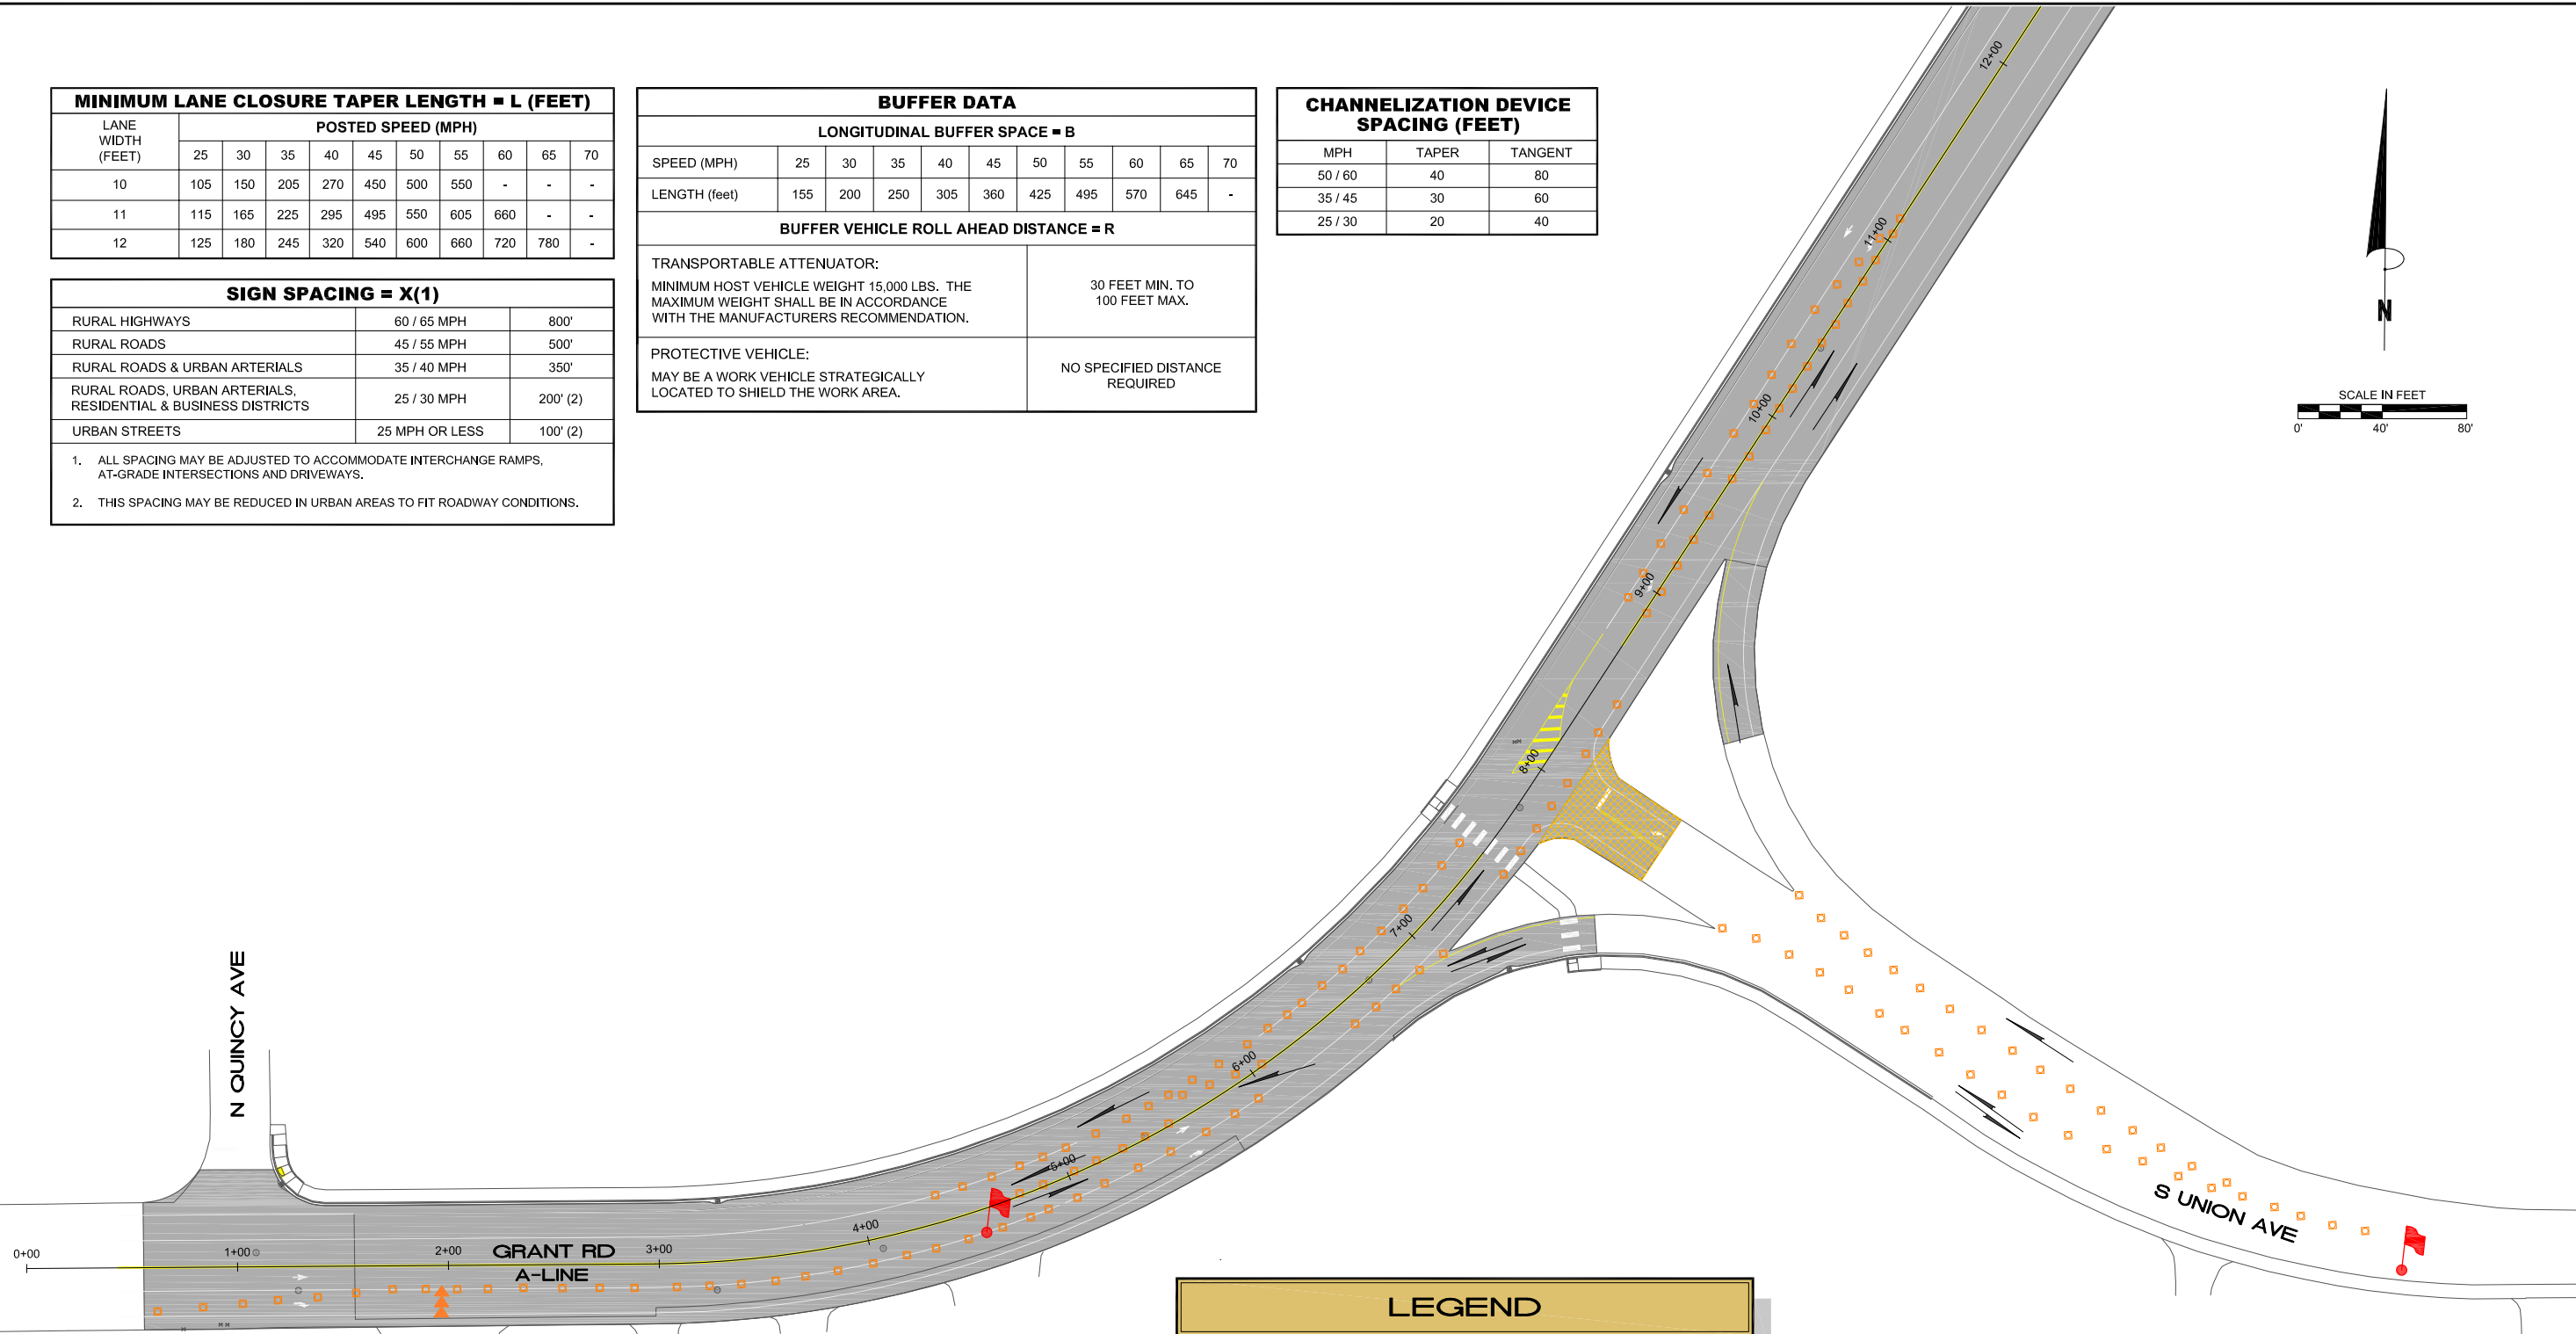 MINIMUM LANE CLOSURE TAPER LENGTH = L (FEET)
LANE WIDTH (FEET) POSTED SPEED (MPH)
25 30 35 40 45 50 55 60 65 70
10 105 150 205 270 450 500 550 - - -
11 115 165 225 295 495 550 605 660 - -
12 125 180 245 320 540 600 660 720 780 -
SIGN SPACING = X(1)
RURAL HIGHWAYS 60 / 65 MPH 800'
RURAL ROADS 45 / 55 MPH 500'
RURAL ROADS & URBAN ARTERIALS 35 / 40 MPH 350'
RURAL ROADS, URBAN ARTERIALS,
RESIDENTIAL & BUSINESS DISTRICTS 25 / 30 MPH 200' (2)
URBAN STREETS 25 MPH OR LESS 100' (2)
1. ALL SPACING MAY BE ADJUSTED TO ACCOMMODATE INTERCHANGE RAMPS,
AT-GRADE INTERSECTIONS AND DRIVEWAYS.
2. THIS SPACING MAY BE REDUCED IN URBAN AREAS TO FIT ROADWAY CONDITIONS.
BUFFER DATA
LONGITUDINAL BUFFER SPACE = B
SPEED (MPH) 25 30 35 40 45 50 55 60 65 70
LENGTH (feet) 155 200 250 305 360 425 495 570 645 -
BUFFER VEHICLE ROLL AHEAD DISTANCE = R
TRANSPORTABLE ATTENUATOR:
MINIMUM HOST VEHICLE WEIGHT 15,000 LBS. THE
MAXIMUM WEIGHT SHALL BE IN ACCORDANCE
WITH THE MANUFACTURERS RECOMMENDATION.
30 FEET MIN. TO
100 FEET MAX.
PROTECTIVE VEHICLE:
MAY BE A WORK VEHICLE STRATEGICALLY
LOCATED TO SHIELD THE WORK AREA.
NO SPECIFIED DISTANCE
REQUIRED
CHANNELIZATION DEVICE
SPACING (FEET)
MPH TAPER TANGENT
50 / 60 40 80
35 / 45 30 60
25 / 30 20 40
N
SCALE IN FEET
0' 40' 80'
12+00
11+00
10+00
9+00
8+00
7+00
6+00
5+00
4+00
3+00
2+00
1+00
0+00
N QUINCY AVE
GRANT RD
A-LINE
S UNION AVE
LEGEND